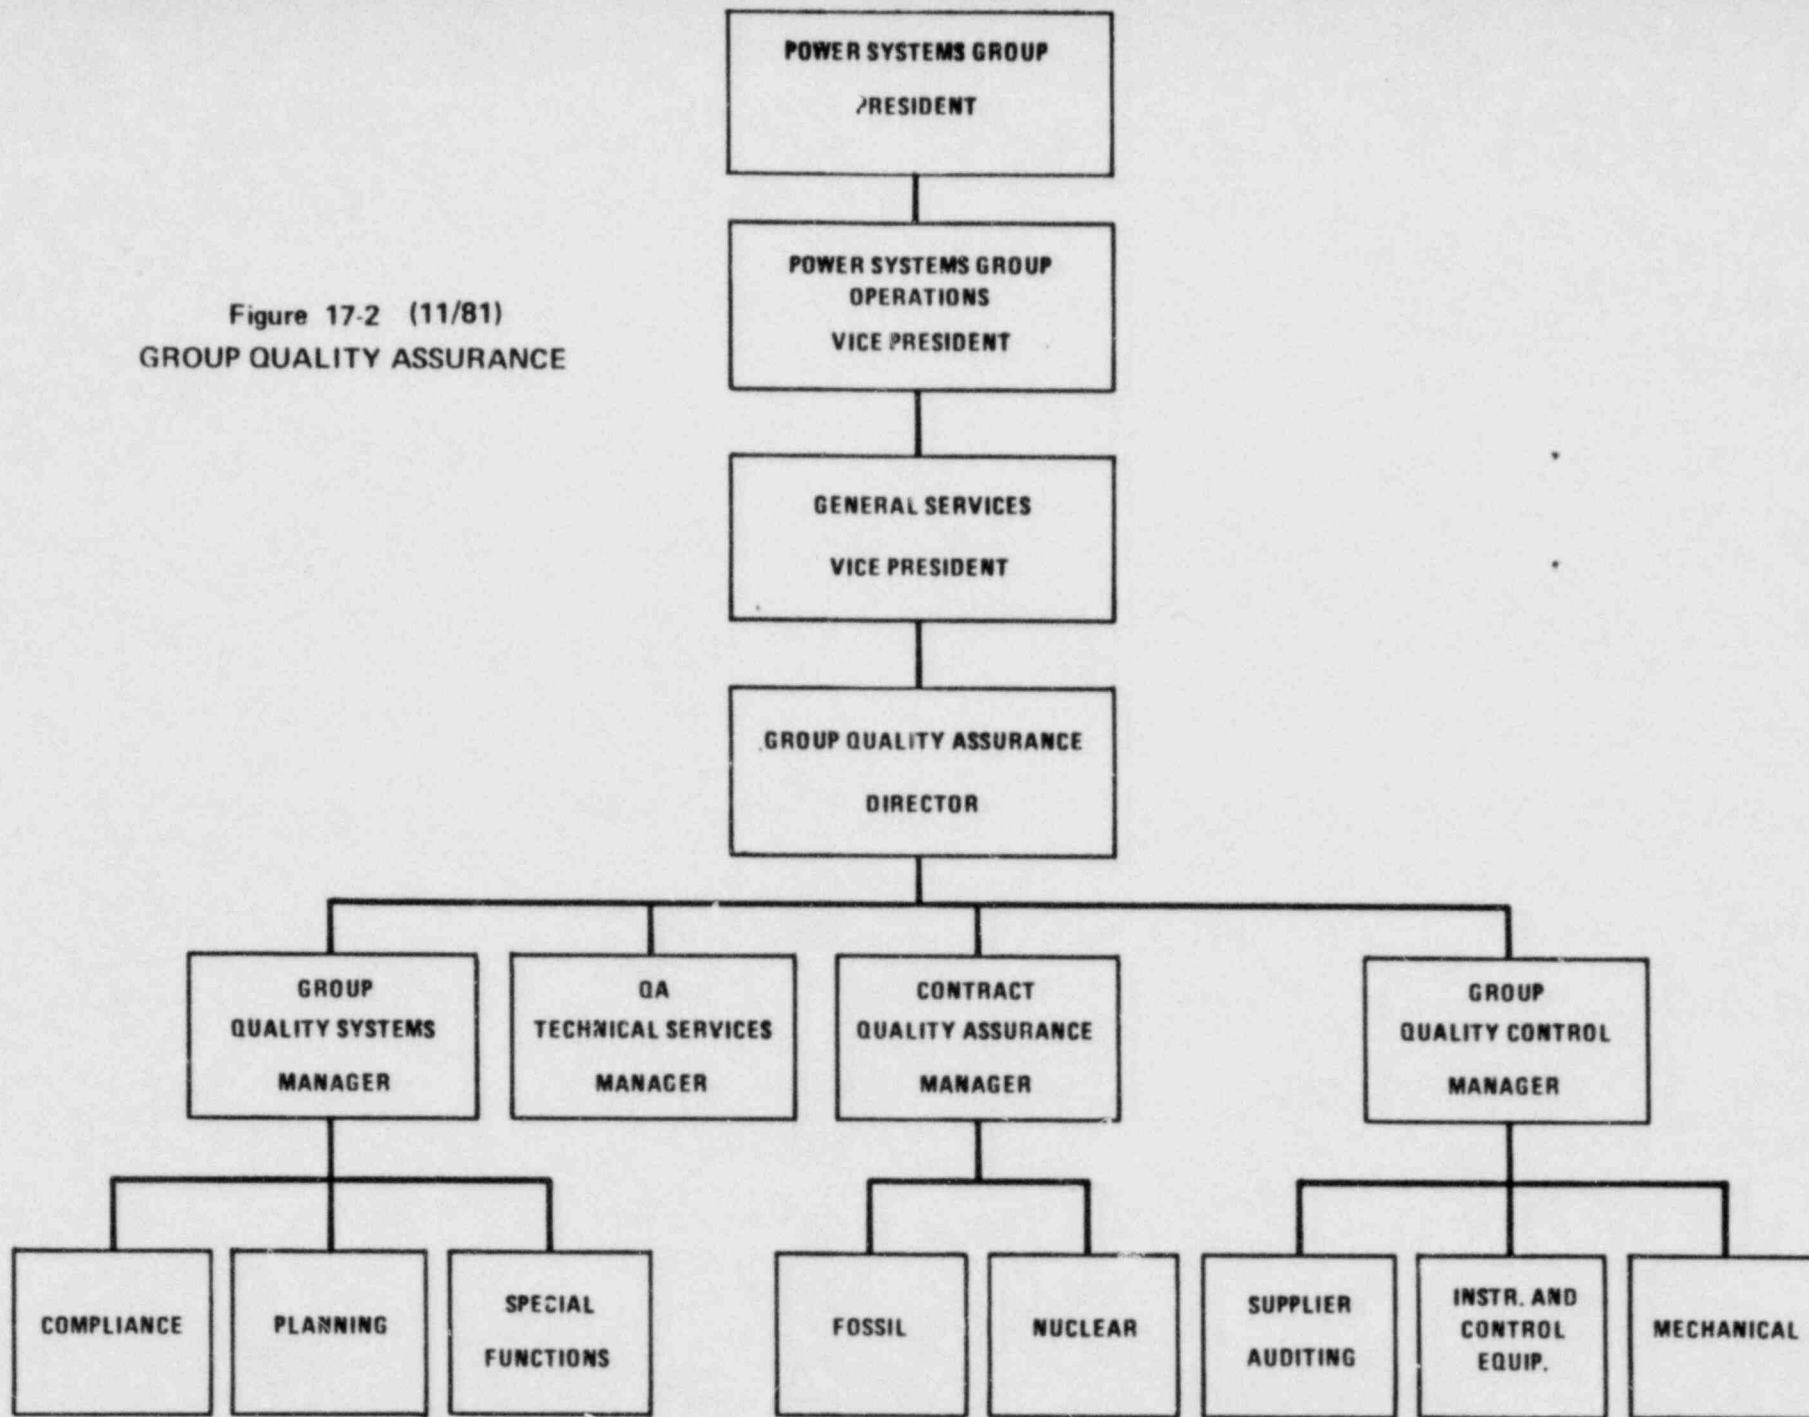 POWER SYSTEMS GROUP
PRESIDENT
Figure 17-2 (11/81)
GROUP QUALITY ASSURANCE
POWER SYSTEMS GROUP
OPERATIONS
VICE PRESIDENT
GENERAL SERVICES
VICE PRESIDENT
GROUP QUALITY ASSURANCE
DIRECTOR
GROUP
QUALITY SYSTEMS
MANAGER
QA
TECHNICAL SERVICES
MANAGER
CONTRACT
QUALITY ASSURANCE
MANAGER
GROUP
QUALITY CONTROL
MANAGER
COMPLIANCE
PLANNING
SPECIAL
FUNCTIONS
FOSSIL
NUCLEAR
SUPPLIER
AUDITING
INSTR. AND
CONTROL
EQUIP.
MECHANICAL